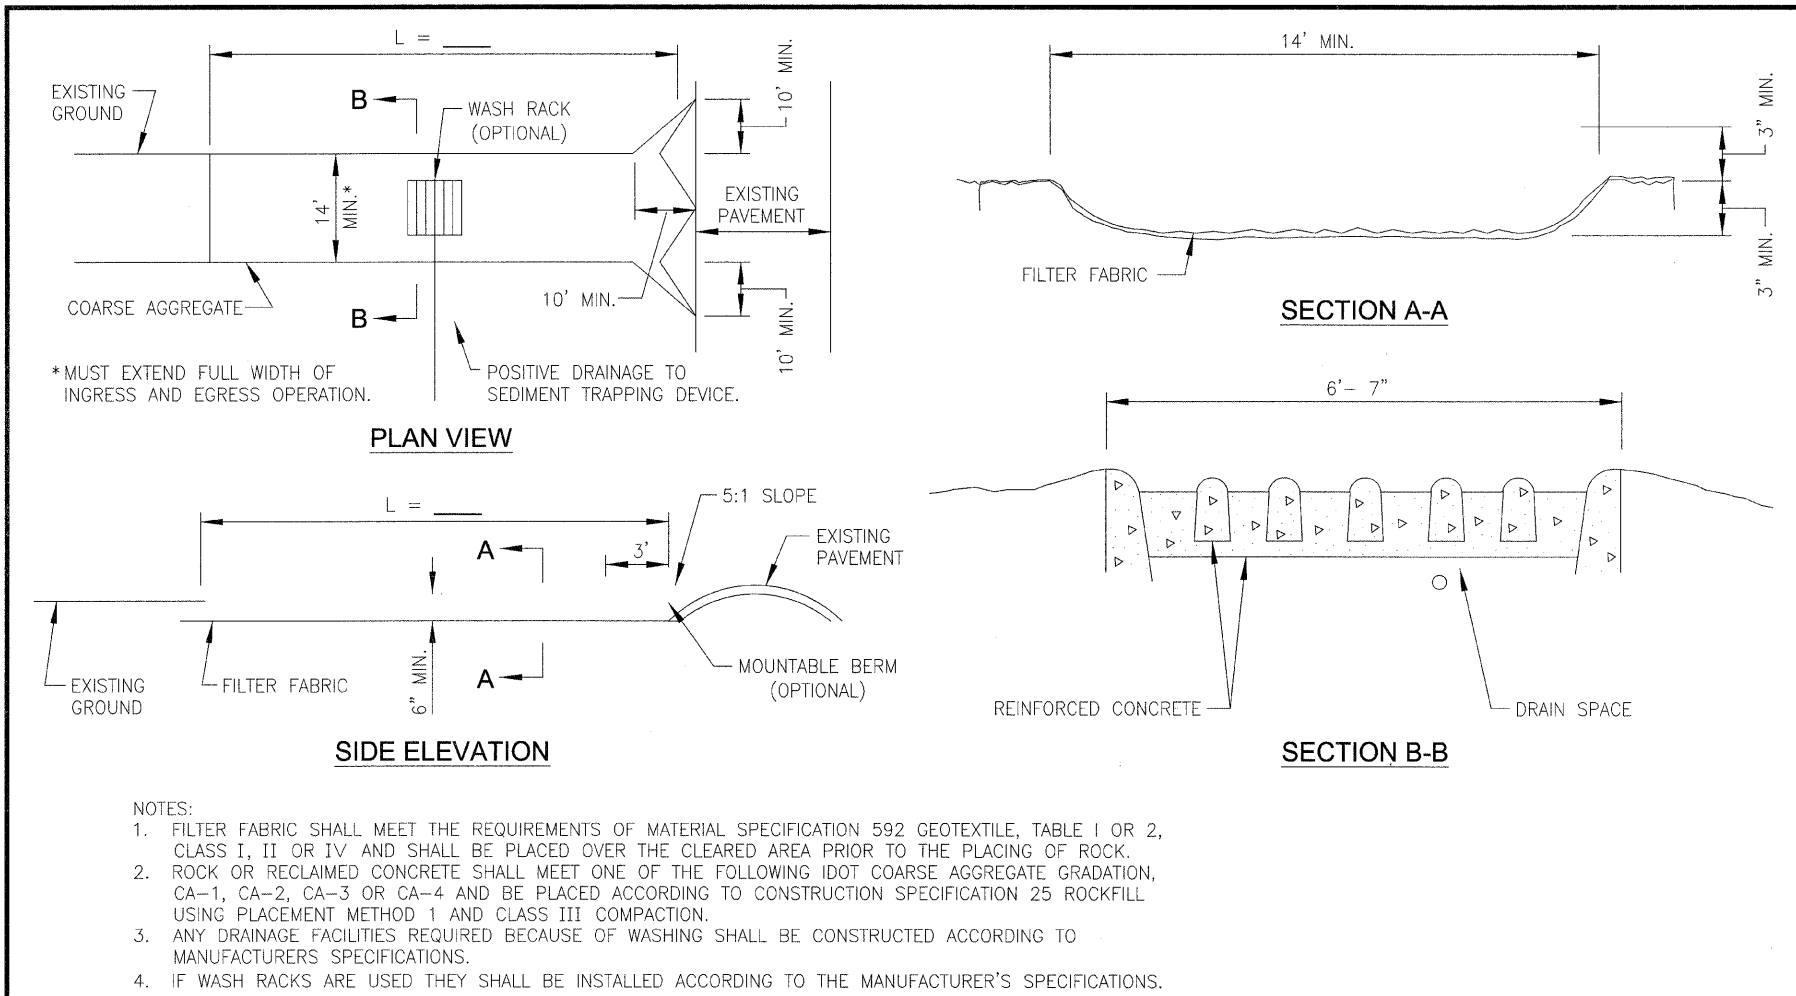 L = ____
EXISTING
GROUND
B
WASH RACK
(OPTIONAL)
10' MIN.
14'
MIN.*
EXISTING
PAVEMENT
COARSE AGGREGATE
B
10' MIN.
10' MIN.
*MUST EXTEND FULL WIDTH OF
INGRESS AND EGRESS OPERATION.
POSITIVE DRAINAGE TO
SEDIMENT TRAPPING DEVICE.
PLAN VIEW
14' MIN.
3" MIN.
3" MIN.
FILTER FABRIC
SECTION A-A
L = ____
5:1 SLOPE
A
3'
EXISTING
PAVEMENT
6" MIN.
A
EXISTING
GROUND
FILTER FABRIC
MOUNTABLE BERM
(OPTIONAL)
SIDE ELEVATION
6'- 7"
REINFORCED CONCRETE
DRAIN SPACE
SECTION B-B
NOTES:
1. FILTER FABRIC SHALL MEET THE REQUIREMENTS OF MATERIAL SPECIFICATION 592 GEOTEXTILE, TABLE I OR 2,
CLASS I, II OR IV AND SHALL BE PLACED OVER THE CLEARED AREA PRIOR TO THE PLACING OF ROCK.
2. ROCK OR RECLAIMED CONCRETE SHALL MEET ONE OF THE FOLLOWING IDOT COARSE AGGREGATE GRADATION,
CA-1, CA-2, CA-3 OR CA-4 AND BE PLACED ACCORDING TO CONSTRUCTION SPECIFICATION 25 ROCKFILL
USING PLACEMENT METHOD 1 AND CLASS III COMPACTION.
3. ANY DRAINAGE FACILITIES REQUIRED BECAUSE OF WASHING SHALL BE CONSTRUCTED ACCORDING TO
MANUFACTURERS SPECIFICATIONS.
4. IF WASH RACKS ARE USED THEY SHALL BE INSTALLED ACCORDING TO THE MANUFACTURER'S SPECIFICATIONS.